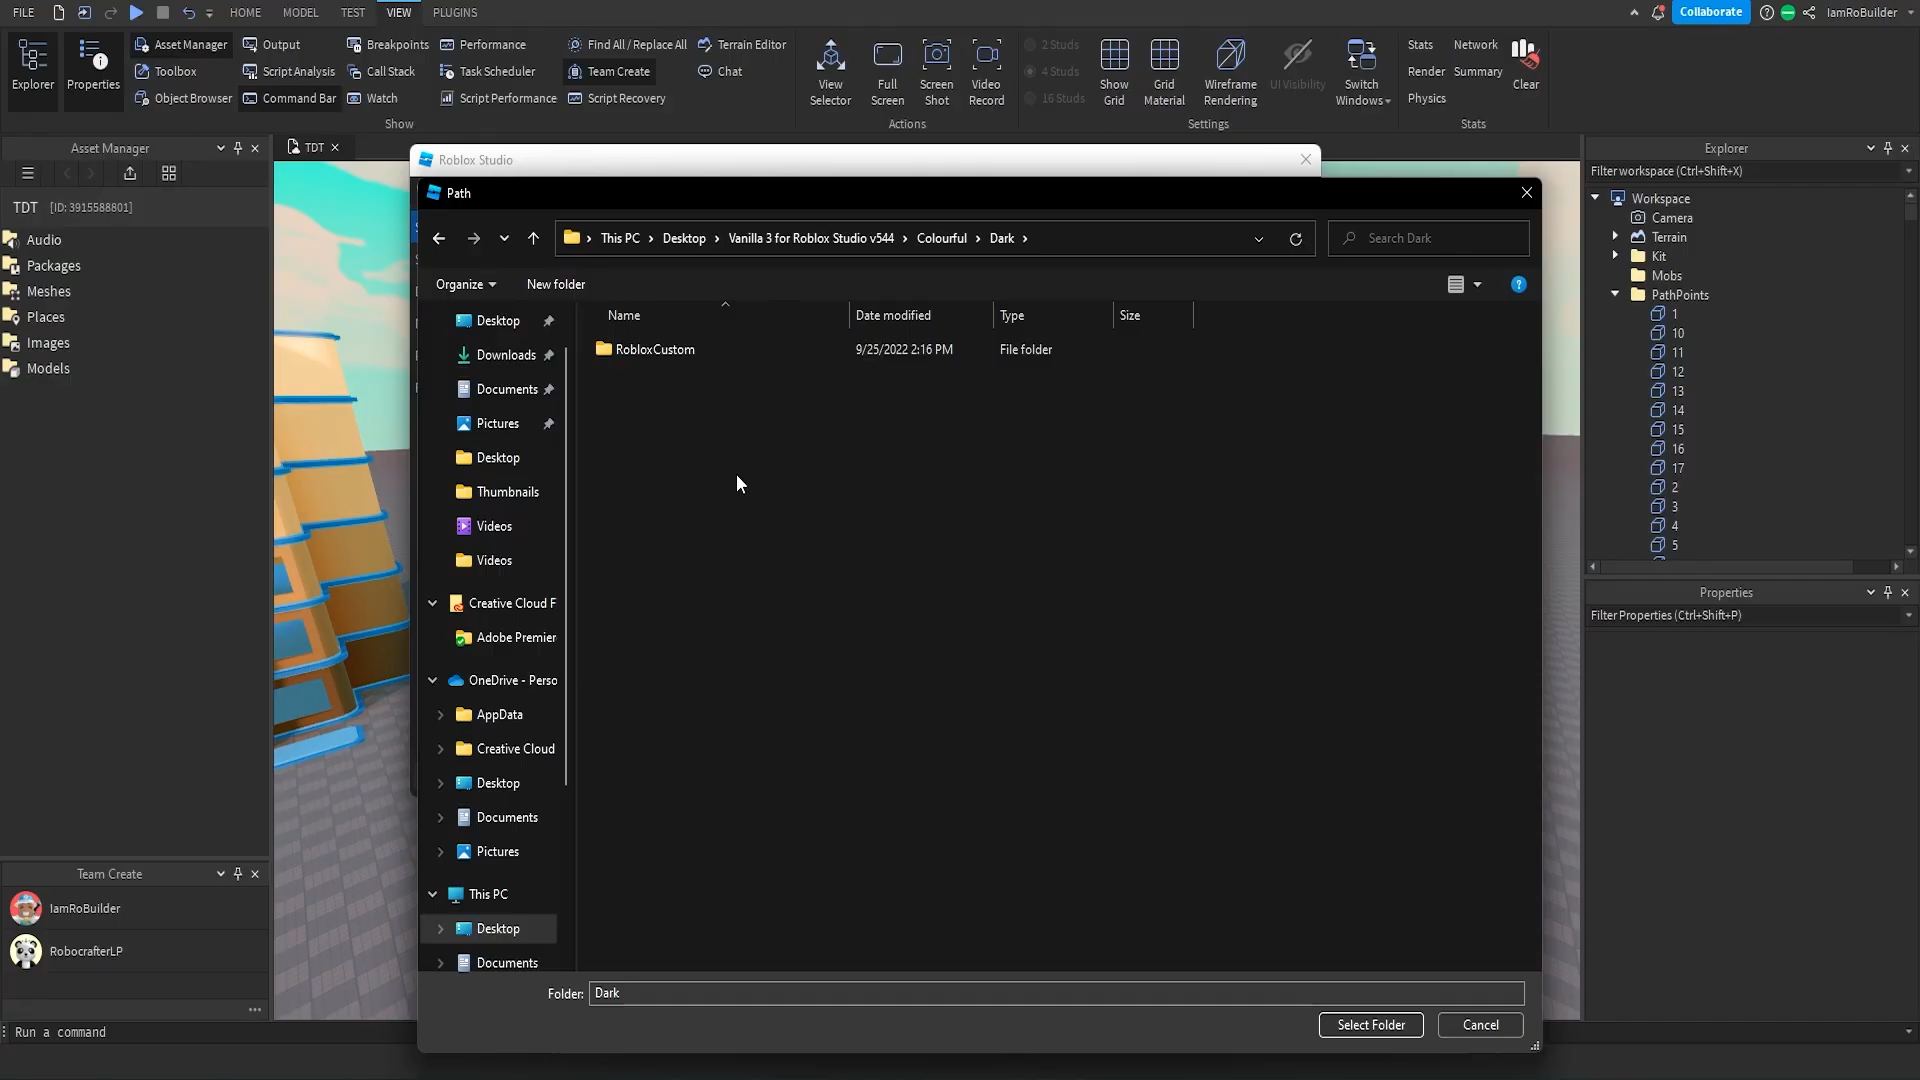 FILE HOME MODEL TEST VIEW PLUGINS Collaborate IamRoBuilder
Explorer
Properties
Asset Manager
Toolbox
Object Browser
Output
Script Analysis
Command Bar
Breakpoints
Call Stack
Watch
Performance
Task Scheduler
Script Performance
Find All / Replace All
Team Create
Script Recovery
Terrain Editor
Chat
Show
View Selector
Full Screen
Screen Shot
Video Record
Actions
2 Studs
4 Studs
16 Studs
Show Grid
Grid Material
Wireframe Rendering
UI Visibility
Switch Windows
Settings
Stats
Render
Physics
Network
Summary
Clear
Stats
Asset Manager
TDT [ID: 3915588801]
Audio
Packages
Meshes
Places
Images
Models
Team Create
IamRoBuilder
RobocrafterLP
Run a command
TDT
Roblox Studio
Path
This PC > Desktop > Vanilla 3 for Roblox Studio v544 > Colourful > Dark >
Search Dark
Organize New folder
Name Date modified Type Size
RobloxCustom 9/25/2022 2:16 PM File folder
Desktop
Downloads
Documents
Pictures
Desktop
Thumbnails
Videos
Videos
Creative Cloud F
Adobe Premier
OneDrive - Perso
AppData
Creative Cloud
Desktop
Documents
Pictures
This PC
Desktop
Documents
Folder: Dark
Select Folder Cancel
Explorer
Filter workspace (Ctrl+Shift+X)
Workspace
Camera
Terrain
Kit
Mobs
PathPoints
1
10
11
12
13
14
15
16
17
2
3
4
5
Properties
Filter Properties (Ctrl+Shift+P)